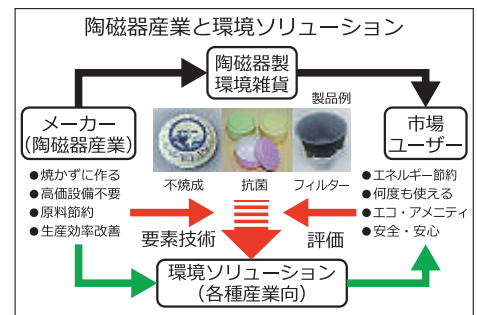 陶磁器産業と環境ソリューション
陶磁器製
環境雑貨
製品例
メーカー
(陶磁器産業)
市場
ユーザー
不焼成
抗菌
フィルター
●焼かずに作る
●高価設備不要
●原料節約
●生産効率改善
●エネルギー節約
●何度も使える
●エコ・アメニティ
●安全・安心
要素技術
評価
環境ソリューション
(各種産業向)